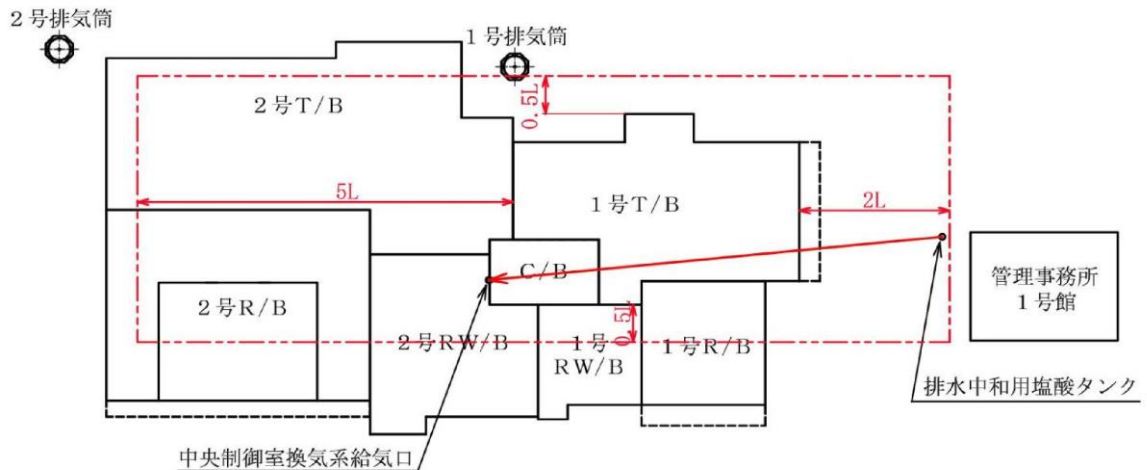 2号排気筒
1号排気筒
2号T/B
0.5L
5L
1号T/B
2L
C/B
管理事務所
1号館
2号R/B
2号RW/B
0.5L
1号
RW/B
1号R/B
排水中和用塩酸タンク
中央制御室換気系給気口